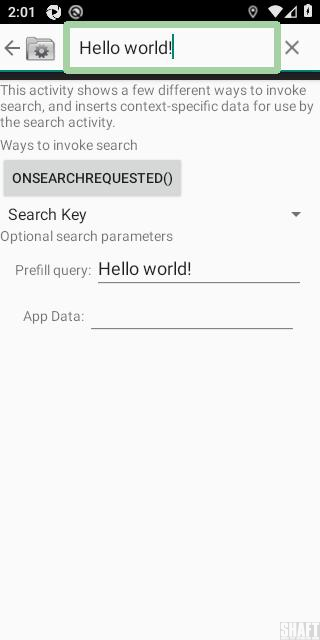 2:01
Hello world!
This activity shows a few different ways to invoke
search, and inserts context-specific data for use by
the search activity.
Ways to invoke search
ONSEARCHREQUESTED()
Search Key
Optional search parameters
Prefill query: Hello world!
App Data:
SHAFT